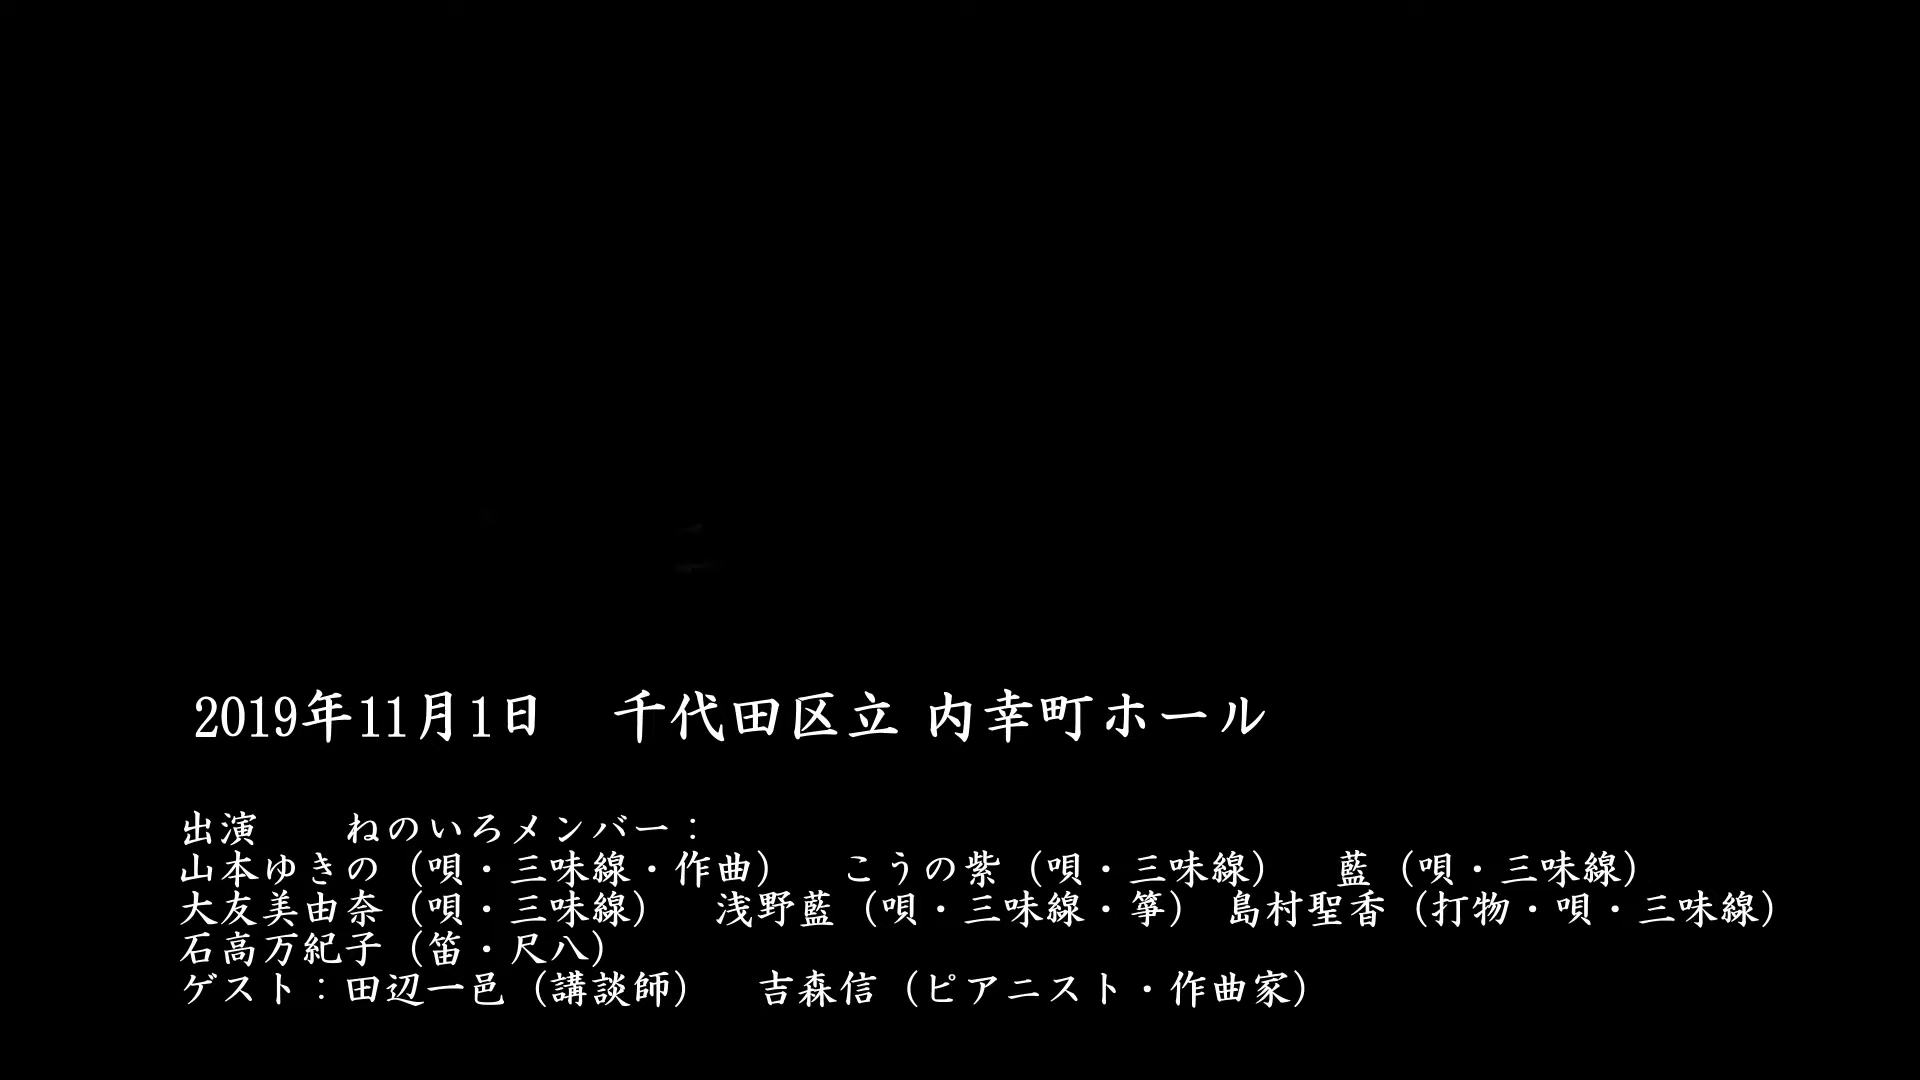 2019年11月1日　千代田区立 内幸町ホール
出演　　ねのいろメンバー：
山本ゆきの（唄・三味線・作曲）　こうの紫（唄・三味線）　藍（唄・三味線）
大友美由奈（唄・三味線）　浅野藍（唄・三味線・箏）　島村聖香（打物・唄・三味線）
石高万紀子（笛・尺八）
ゲスト：田辺一邑（講談師）　吉森信（ピアニスト・作曲家）